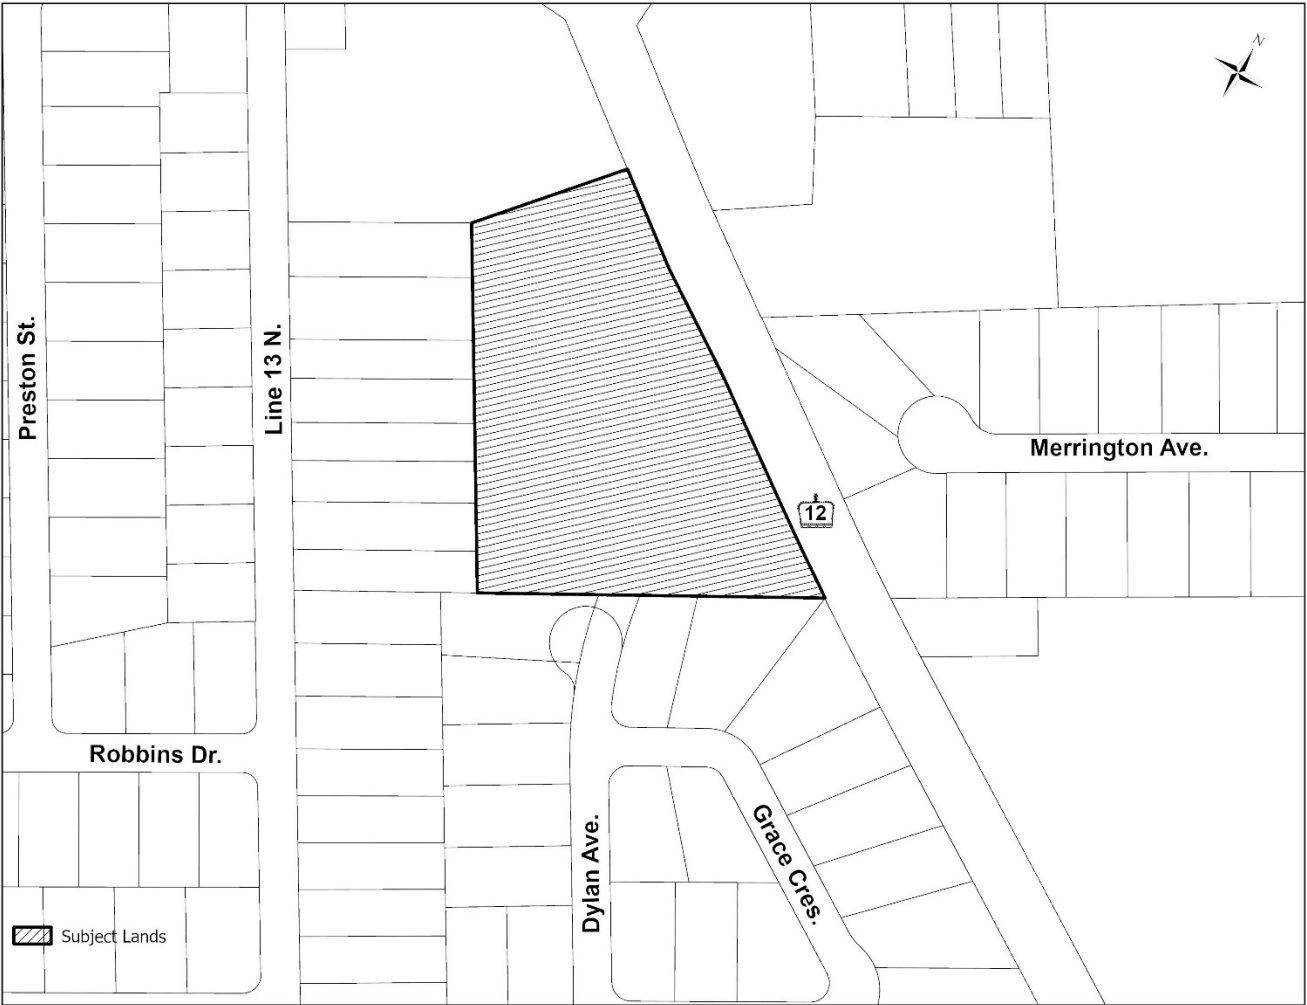 N
Preston St.
Line 13 N.
Merrington Ave.
12
Robbins Dr.
Dylan Ave.
Grace Cres.
Subject Lands